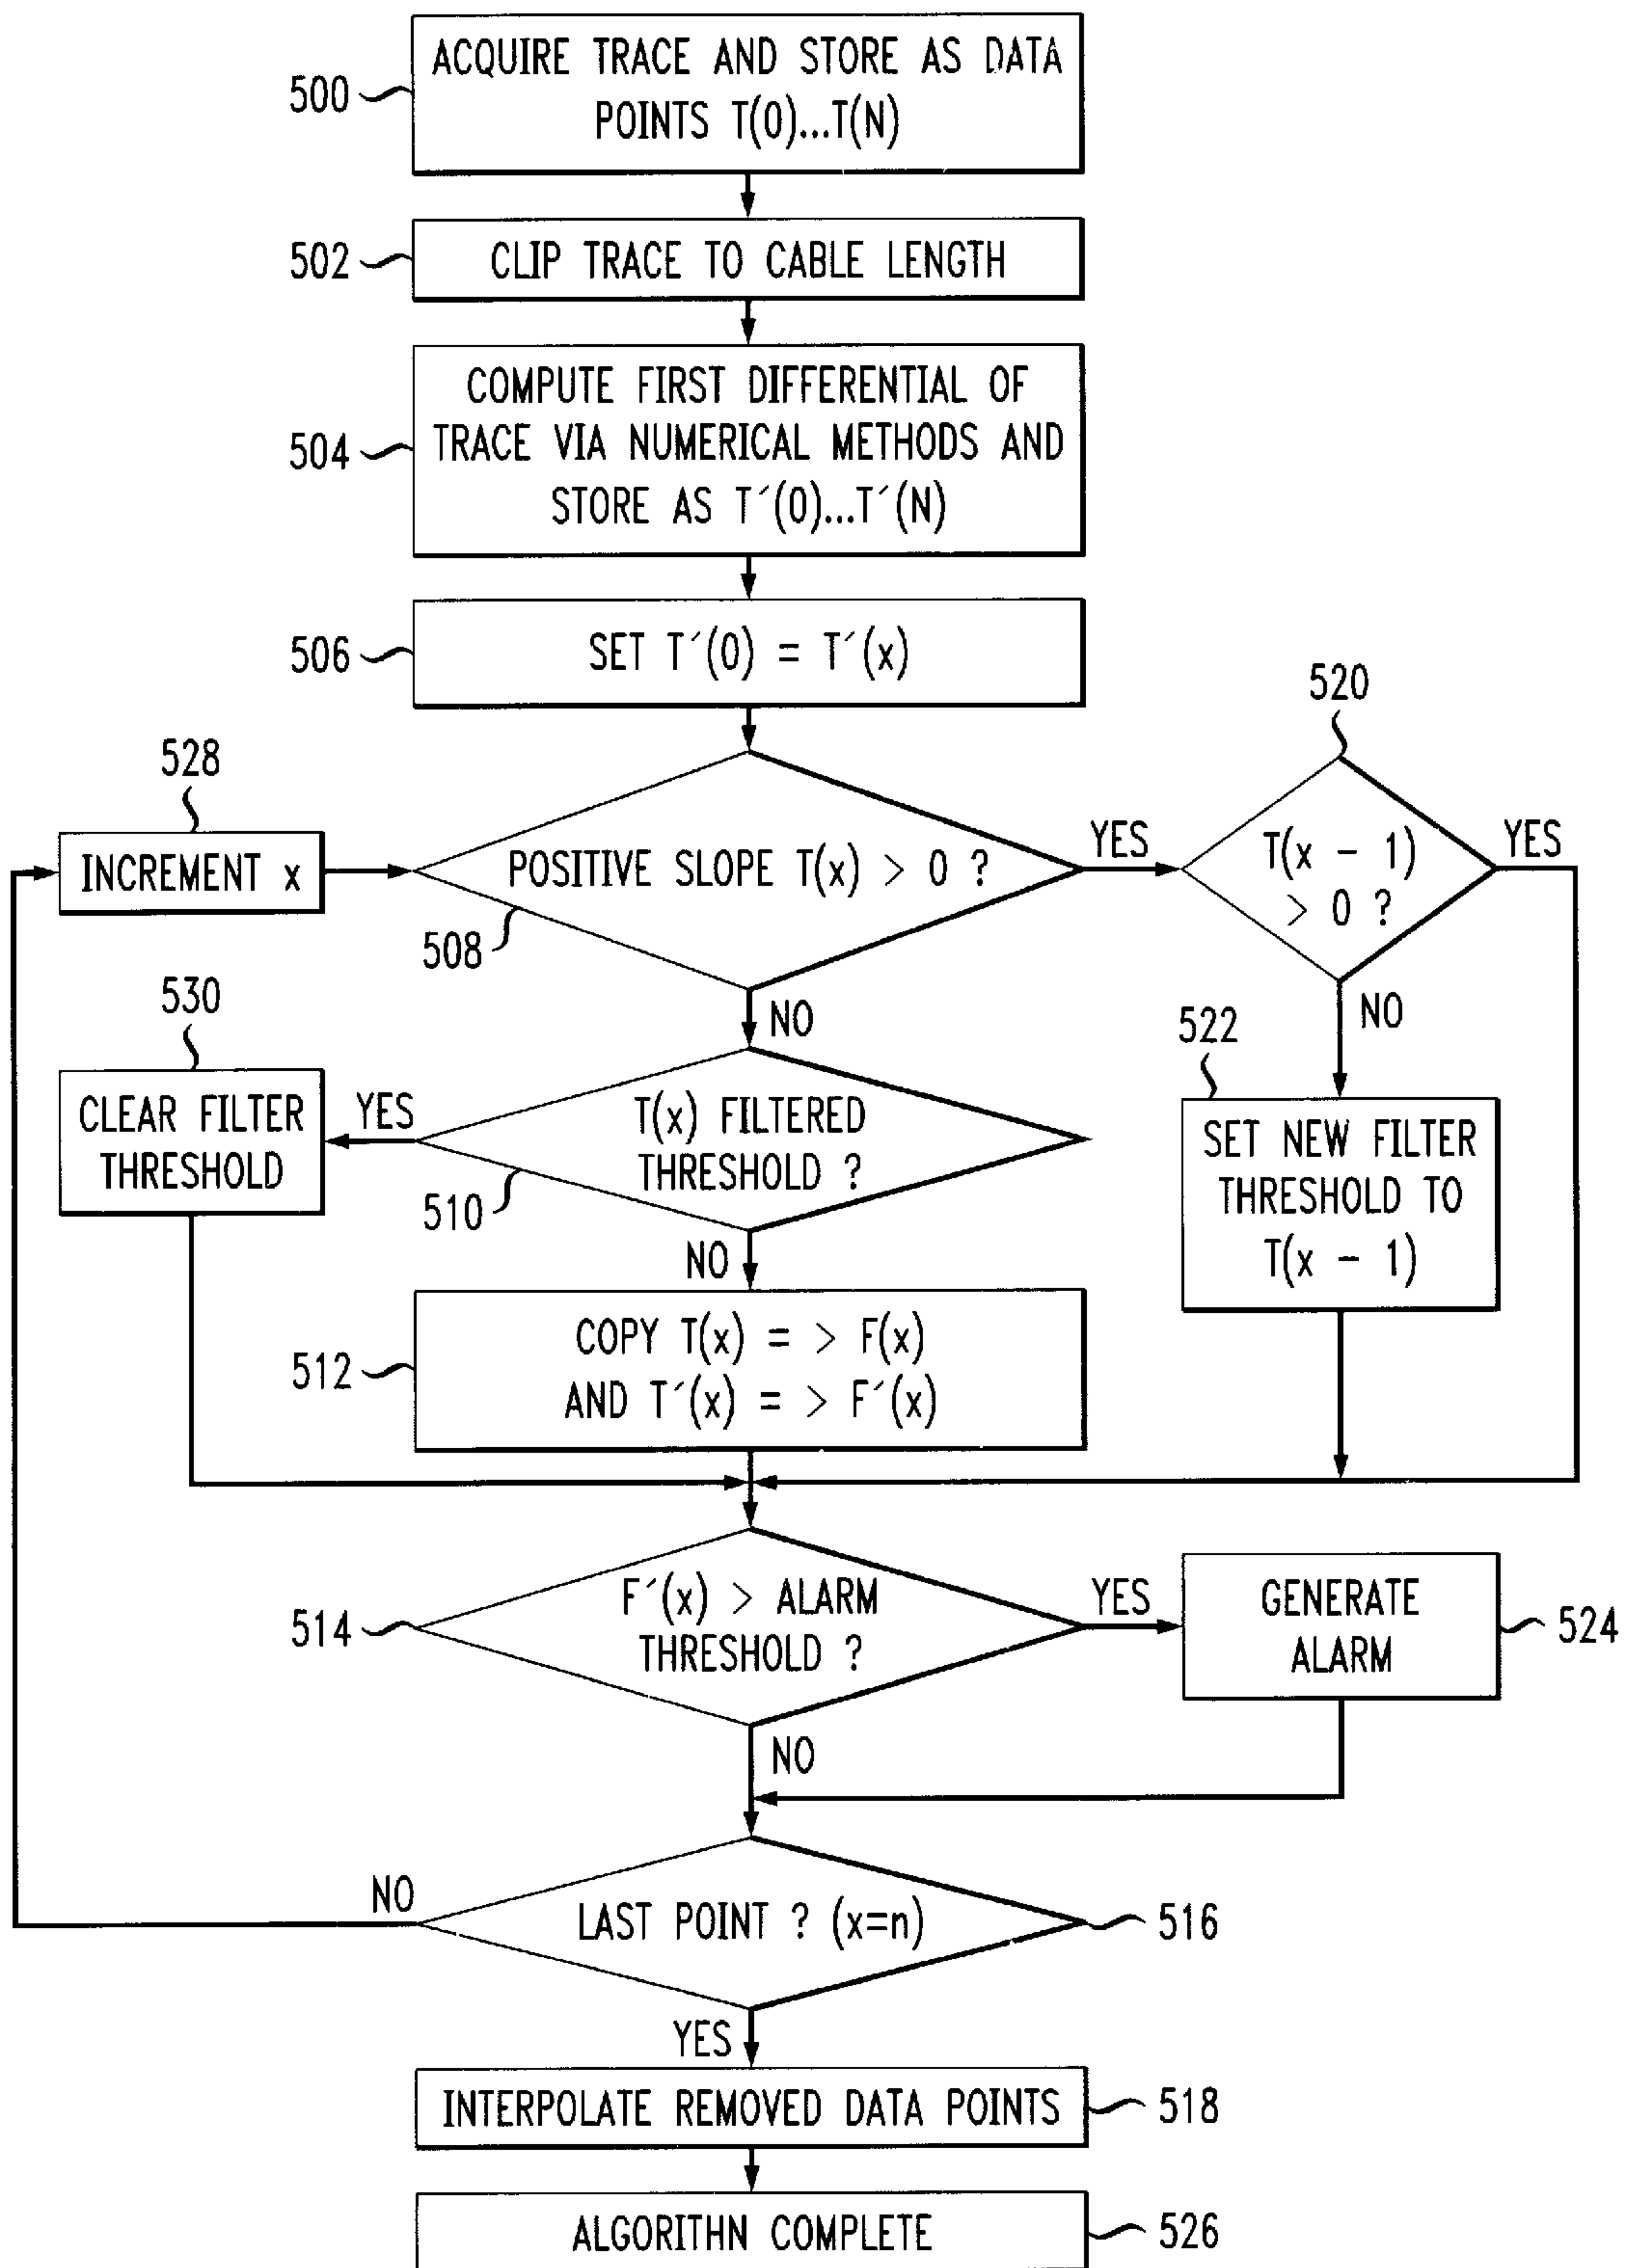 500
ACQUIRE TRACE AND STORE AS DATA
POINTS T(0)...T(N)
502
CLIP TRACE TO CABLE LENGTH
504
COMPUTE FIRST DIFFERENTIAL OF
TRACE VIA NUMERICAL METHODS AND
STORE AS T´(0)...T´(N)
506
SET T´(0) = T´(x)
520
528
INCREMENT x
POSITIVE SLOPE T(x) > 0 ?
508
YES
T(x - 1)
> 0 ?
YES
NO
NO
530
CLEAR FILTER
THRESHOLD
YES
T(x) FILTERED
THRESHOLD ?
510
NO
522
SET NEW FILTER
THRESHOLD TO
T(x - 1)
512
COPY T(x) = > F(x)
AND T´(x) = > F´(x)
514
F´(x) > ALARM
THRESHOLD ?
YES
GENERATE
ALARM
524
NO
NO
LAST POINT ? (x=n)
516
YES
INTERPOLATE REMOVED DATA POINTS
518
ALGORITHN COMPLETE
526